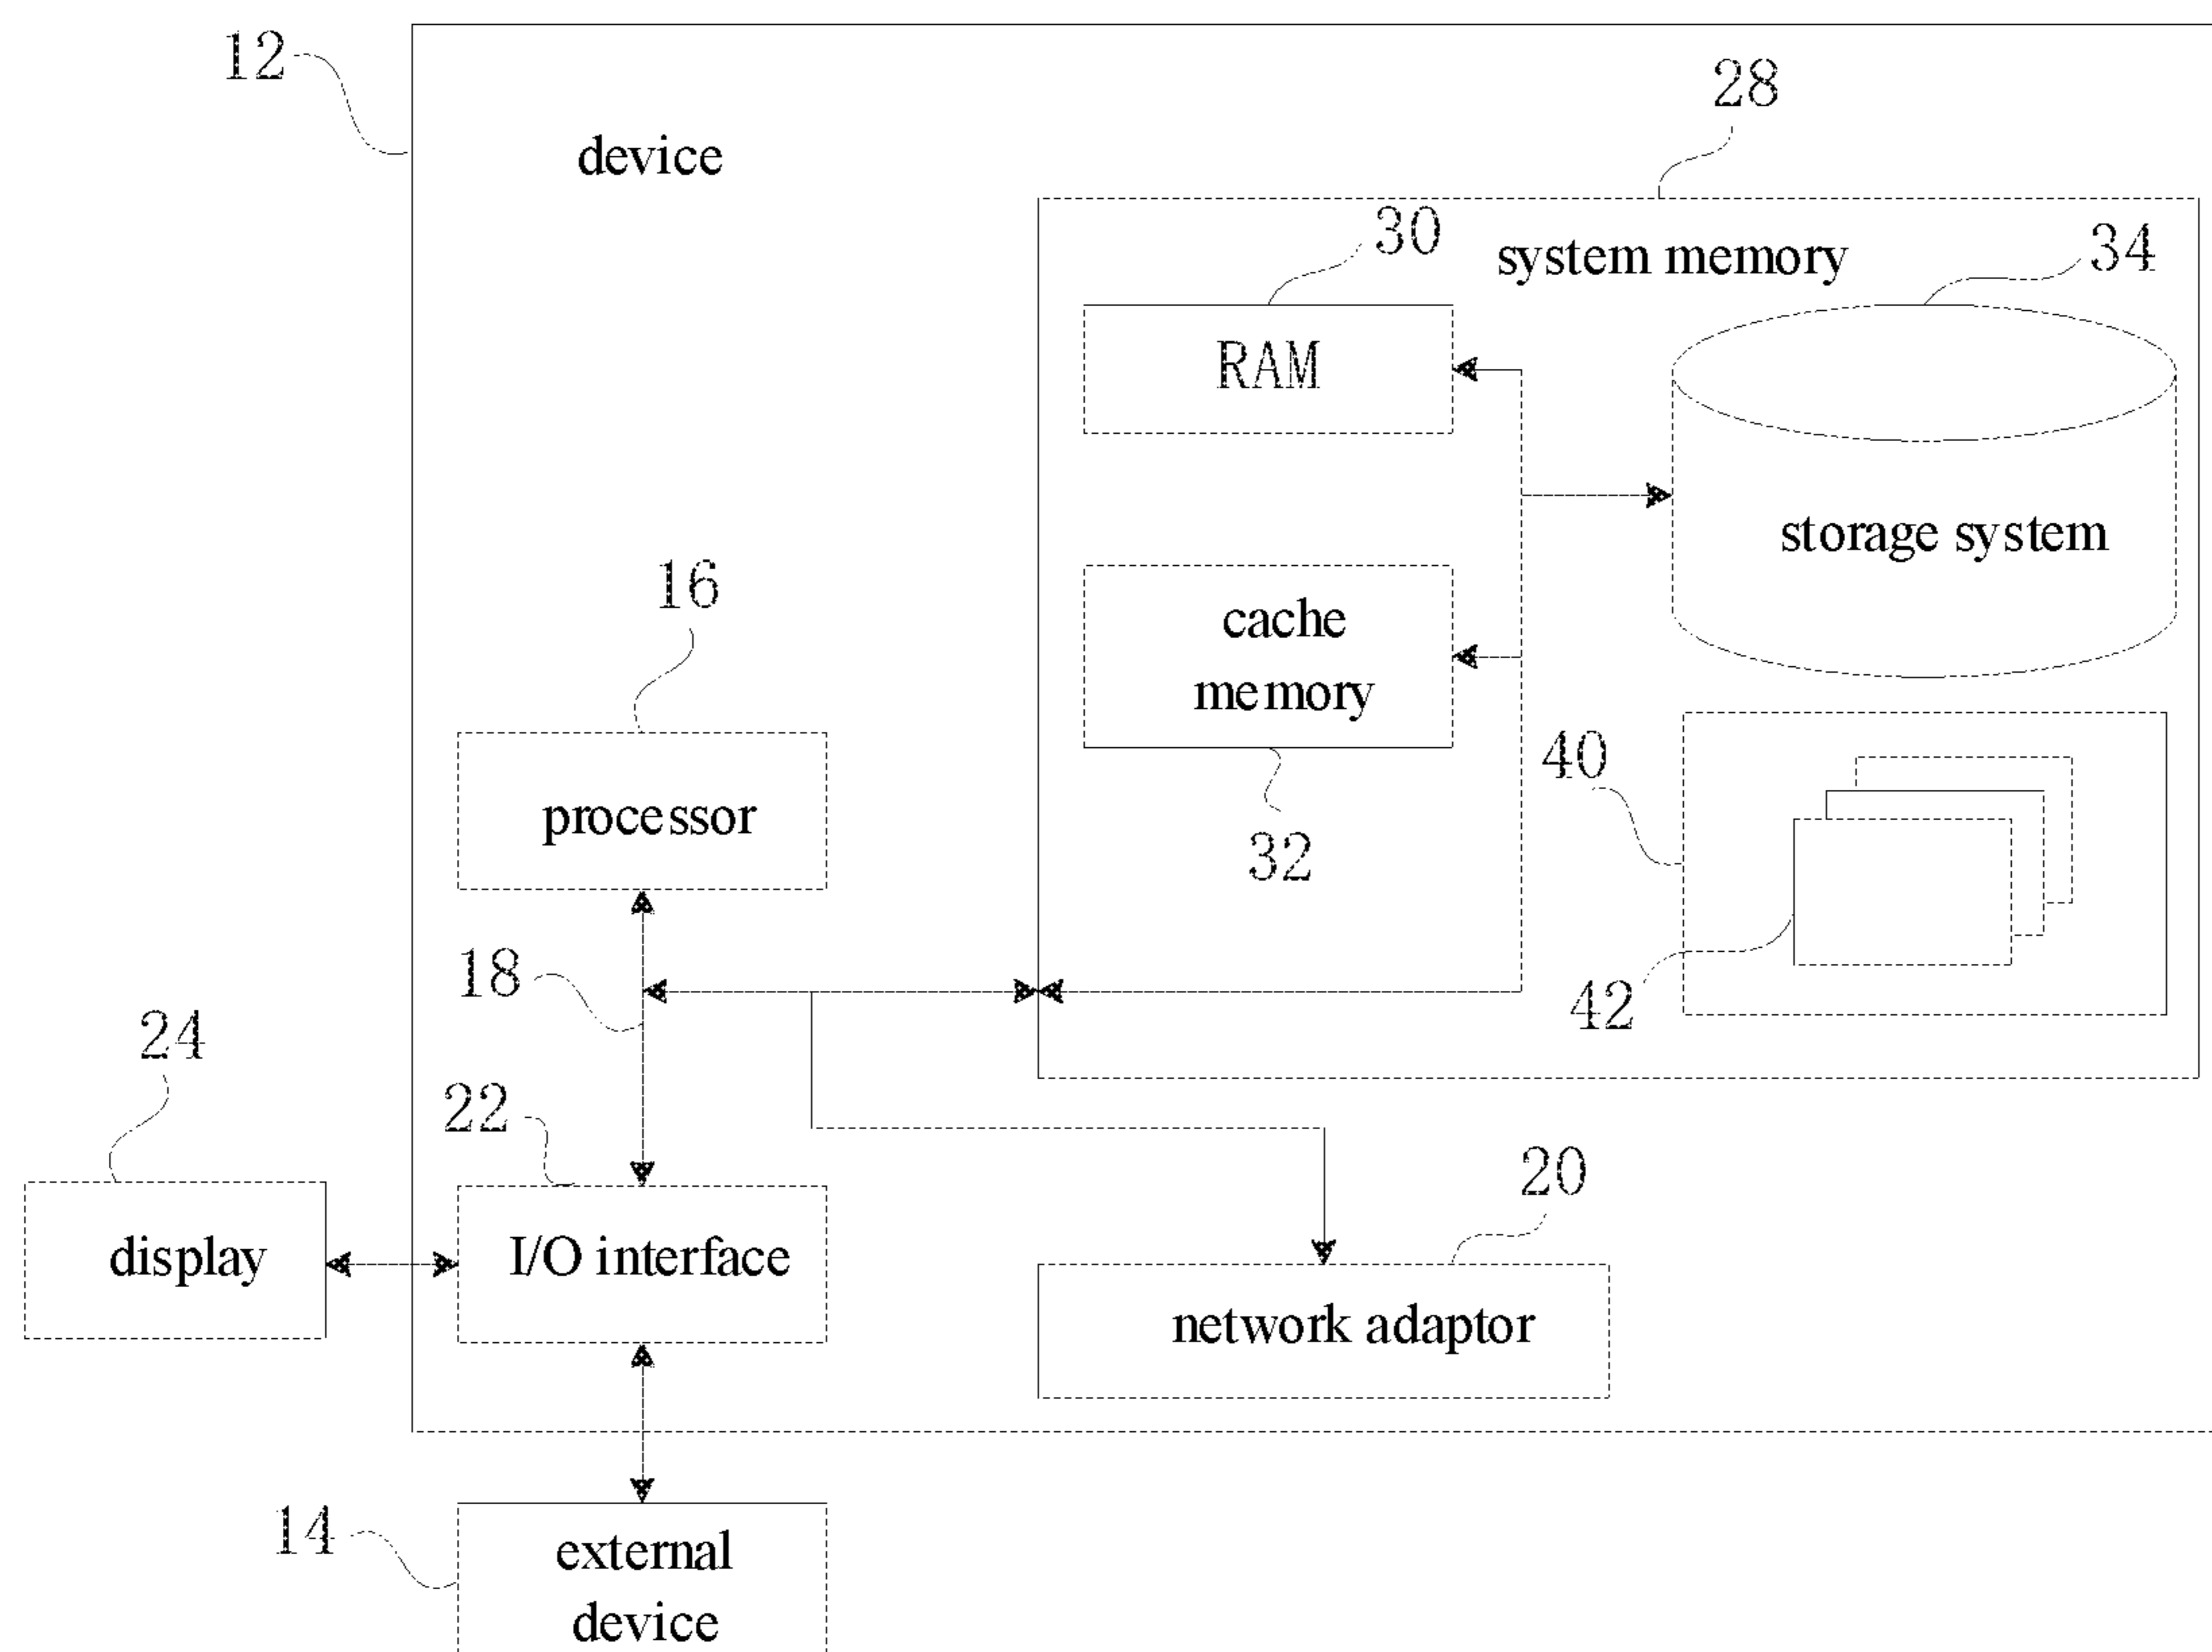 12
28
device
30
system memory
34
RAM
storage system
16
cache
memory
40
processor
32
18
42
24
22
20
display
I/O interface
network adaptor
14
external
device